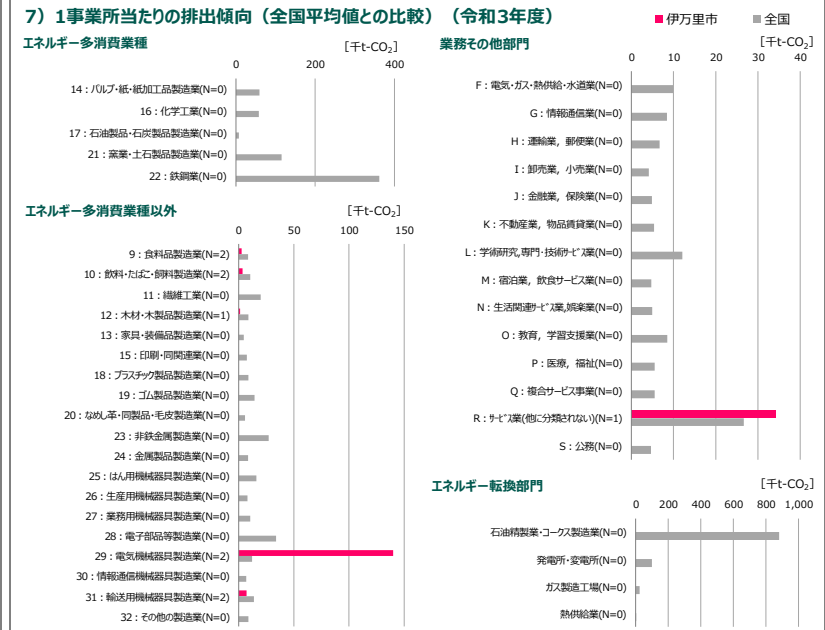 7）1事業所当たりの排出傾向（全国平均値との比較）（令和3年度）
■伊万里市 ■全国
エネルギー多消費業種
［千t-CO₂］
0 200 400
14：パルプ・紙・紙加工品製造業(N=0)
16：化学工業(N=0)
17：石油製品・石炭製品製造業(N=0)
21：窯業・土石製品製造業(N=0)
22：鉄鋼業(N=0)
エネルギー多消費業種以外
［千t-CO₂］
0 50 100 150
9：食料品製造業(N=2)
10：飲料・たばこ・飼料製造業(N=2)
11：繊維工業(N=0)
12：木材・木製品製造業(N=1)
13：家具・装備品製造業(N=0)
15：印刷・同関連業(N=0)
18：プラスチック製品製造業(N=0)
19：ゴム製品製造業(N=0)
20：なめし革・同製品・毛皮製造業(N=0)
23：非鉄金属製造業(N=0)
24：金属製品製造業(N=0)
25：はん用機械器具製造業(N=0)
26：生産用機械器具製造業(N=0)
27：業務用機械器具製造業(N=0)
28：電子部品等製造業(N=0)
29：電気機械器具製造業(N=2)
30：情報通信機械器具製造業(N=0)
31：輸送用機械器具製造業(N=2)
32：その他の製造業(N=0)
業務その他部門
［千t-CO₂］
0 10 20 30 40
F：電気・ガス・熱供給・水道業(N=0)
G：情報通信業(N=0)
H：運輸業，郵便業(N=0)
I：卸売業，小売業(N=0)
J：金融業，保険業(N=0)
K：不動産業，物品賃貸業(N=0)
L：学術研究,専門・技術ｻｰﾋﾞｽ業(N=0)
M：宿泊業，飲食サービス業(N=0)
N：生活関連ｻｰﾋﾞｽ業,娯楽業(N=0)
O：教育，学習支援業(N=0)
P：医療，福祉(N=0)
Q：複合サービス事業(N=0)
R：ｻｰﾋﾞｽ業(他に分類されない)(N=1)
S：公務(N=0)
エネルギー転換部門
［千t-CO₂］
0 200 400 600 800 1,000
石油精製業・コークス製造業(N=0)
発電所・変電所(N=0)
ガス製造工場(N=0)
熱供給業(N=0)